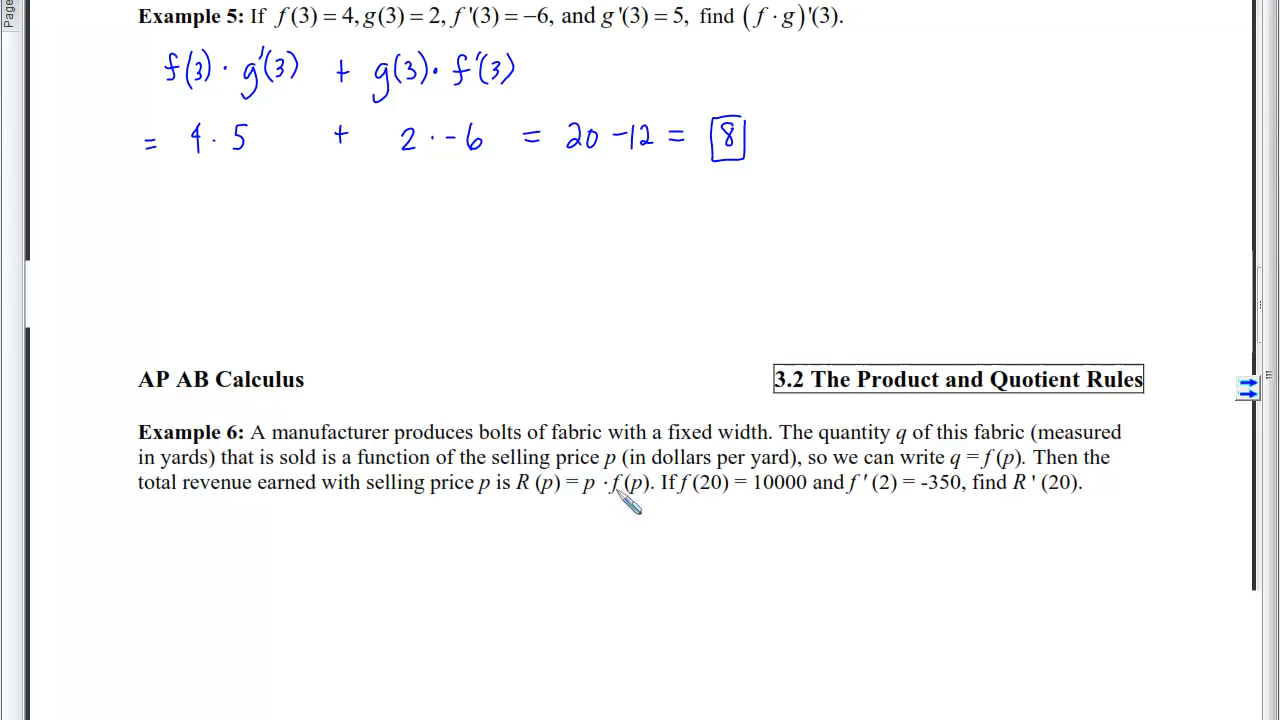 Page
Example 5: If f(3) = 4, g(3) = 2, f '(3) = −6, and g '(3) = 5, find (f · g)'(3).
f(3) · g'(3) + g(3) · f'(3)
= 4 · 5 + 2 · -6 = 20 -12 = 8
AP AB Calculus
3.2 The Product and Quotient Rules
Example 6: A manufacturer produces bolts of fabric with a fixed width. The quantity q of this fabric (measured
in yards) that is sold is a function of the selling price p (in dollars per yard), so we can write q = f (p). Then the
total revenue earned with selling price p is R (p) = p · f (p). If f (20) = 10000 and f ' (2) = -350, find R ' (20).